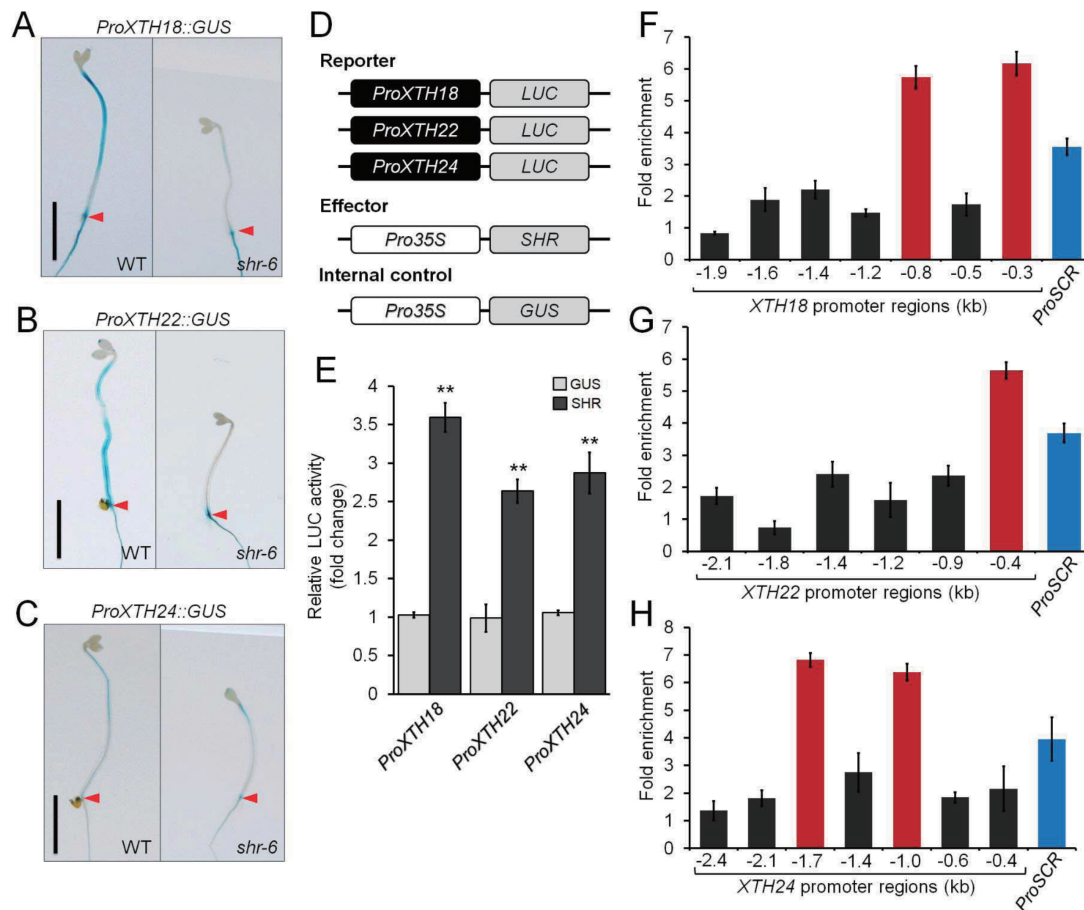 A
ProXTH18::GUS
WT
shr-6
B
ProXTH22::GUS
WT
shr-6
C
ProXTH24::GUS
WT
shr-6
D
Reporter
ProXTH18 LUC
ProXTH22 LUC
ProXTH24 LUC
Effector
Pro35S SHR
Internal control
Pro35S GUS
E
Relative LUC activity
(fold change)
4
3.5
3
2.5
2
1.5
1
0.5
0
GUS
SHR
**
**
**
ProXTH18
ProXTH22
ProXTH24
F
Fold enrichment
7
6
5
4
3
2
1
0
-1.9 -1.6 -1.4 -1.2 -0.8 -0.5 -0.3
ProSCR
XTH18 promoter regions (kb)
G
Fold enrichment
7
6
5
4
3
2
1
0
-2.1 -1.8 -1.4 -1.2 -0.9 -0.4
ProSCR
XTH22 promoter regions (kb)
H
Fold enrichment
8
7
6
5
4
3
2
1
0
-2.4 -2.1 -1.7 -1.4 -1.0 -0.6 -0.4
ProSCR
XTH24 promoter regions (kb)